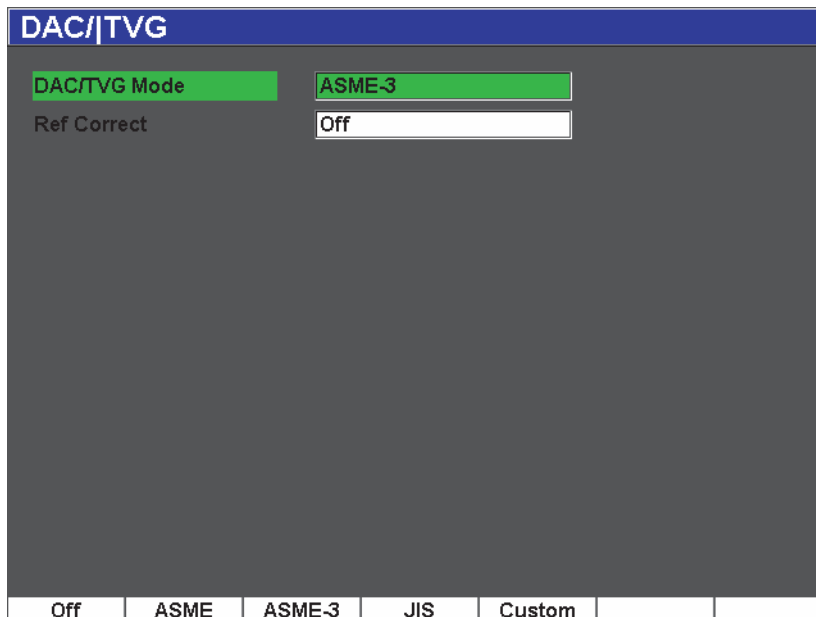 DAC/|TVG
DAC/TVG Mode ASME-3
Ref Correct Off
Off ASME ASME-3 JIS Custom